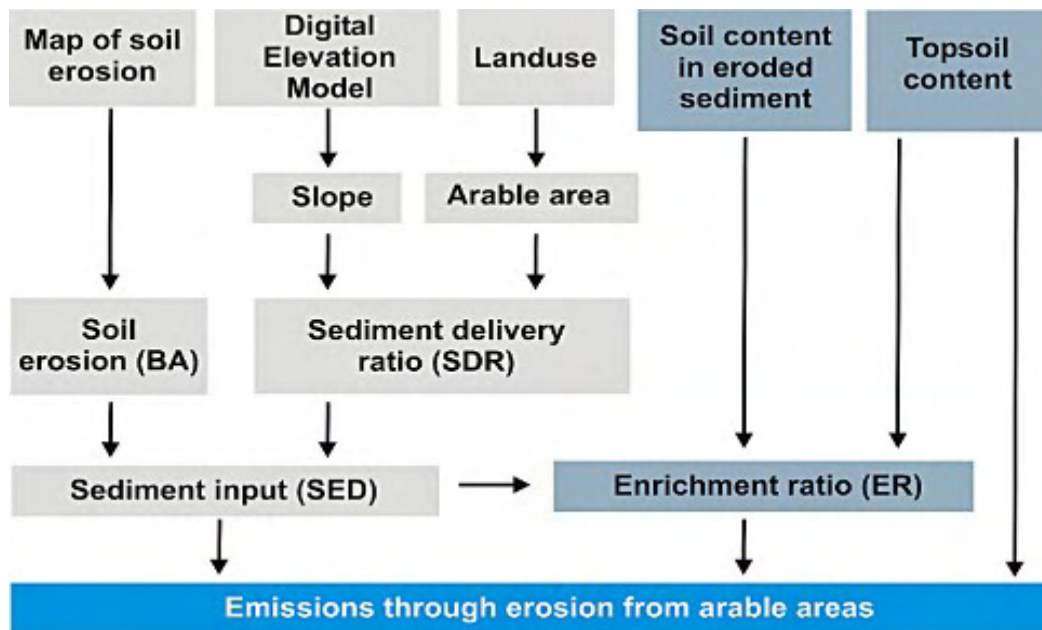 Map of soil
erosion
Digital
Elevation
Model
Landuse
Soil content
in eroded
sediment
Topsoil
content
Slope
Arable area
Soil
erosion (BA)
Sediment delivery
ratio (SDR)
Sediment input (SED)
Enrichment ratio (ER)
Emissions through erosion from arable areas